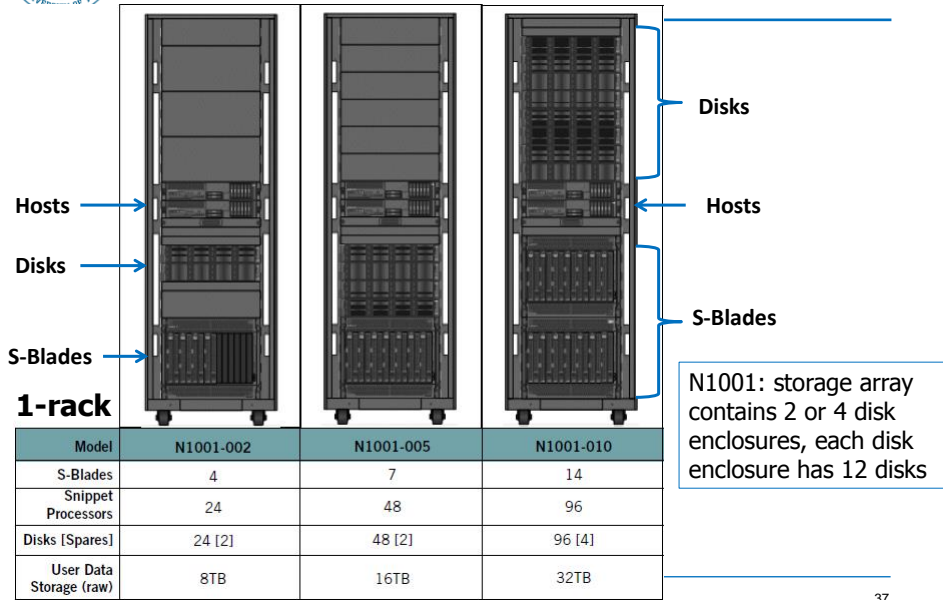 Disks
Hosts
Hosts
Disks
S-Blades
S-Blades
1-rack
N1001: storage array
contains 2 or 4 disk
enclosures, each disk
enclosure has 12 disks
Model N1001-002 N1001-005 N1001-010
S-Blades 4 7 14
Snippet
Processors 24 48 96
Disks [Spares] 24 [2] 48 [2] 96 [4]
User Data
Storage (raw) 8TB 16TB 32TB
37